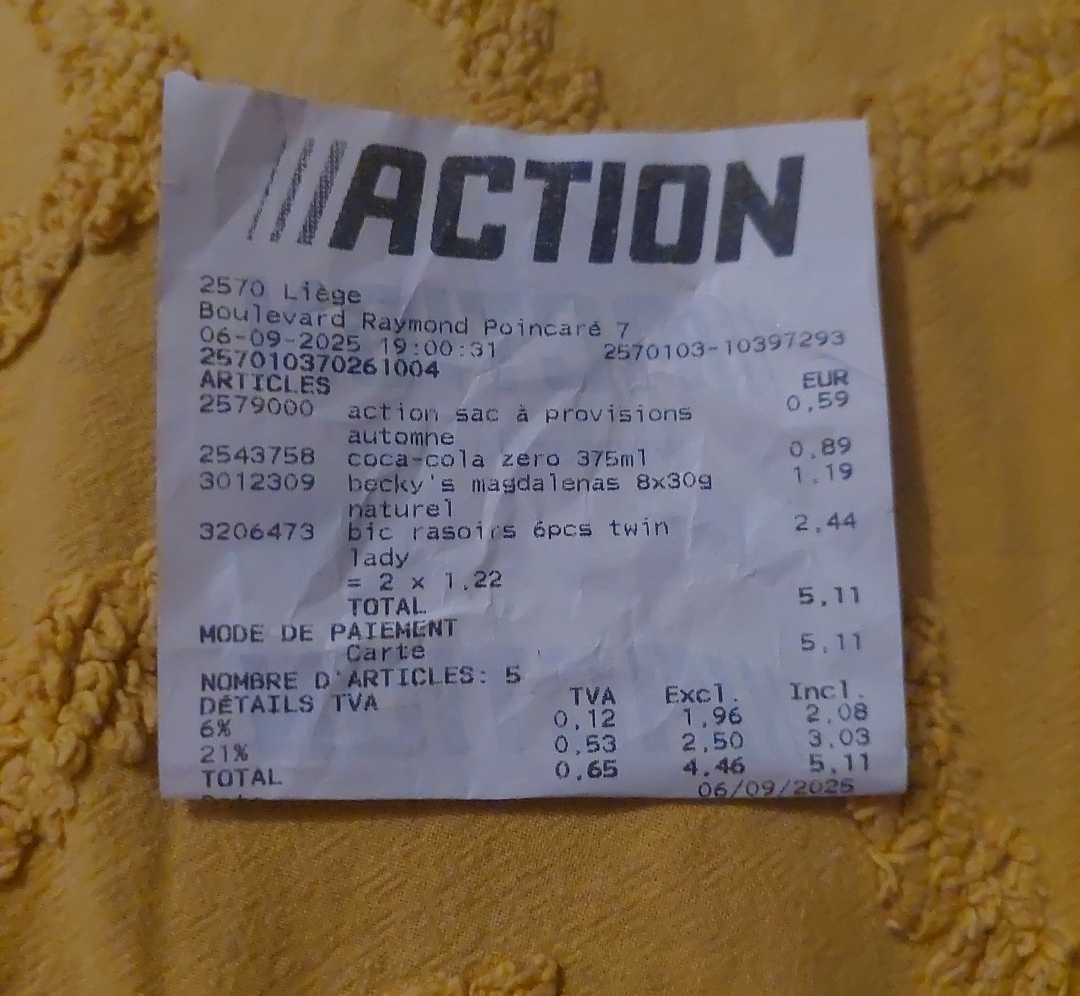 ACTION
2570 Liège
Boulevard Raymond Poincaré 7
06-09-2025 19:00:31 2570103-10397293
257010370261004
ARTICLES EUR
2579000 action sac à provisions 0,59
automne
2543758 coca-cola zero 375ml 0,89
3012309 becky's magdalenas 8x30g 1,19
naturel
3206473 bic rasoirs 6pcs twin 2,44
lady
= 2 x 1,22
TOTAL 5,11
MODE DE PAIEMENT
Carte 5,11
NOMBRE D'ARTICLES: 5
DÉTAILS TVA TVA Excl. Incl.
6% 0,12 1,96 2,08
21% 0,53 2,50 3,03
TOTAL 0,65 4,46 5,11
06/09/2025